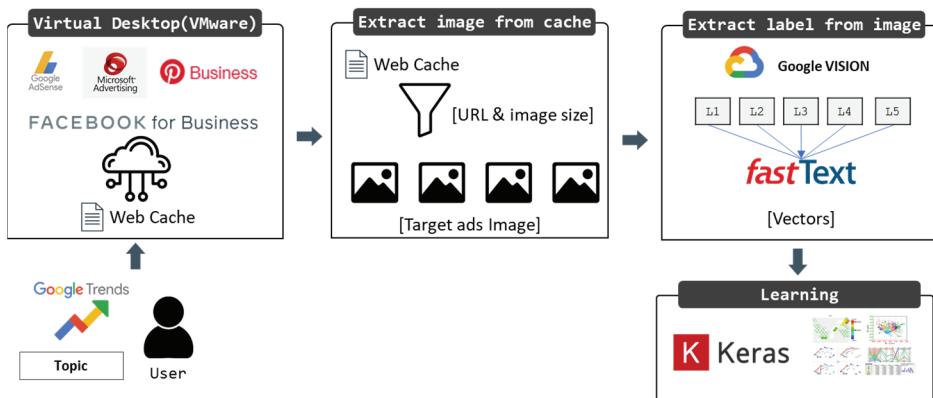 Virtual Desktop(VMware)
Google
AdSense
Microsoft
Advertising
Business
FACEBOOK for Business
Web Cache
Google Trends
Topic
User
Extract image from cache
Web Cache
[URL & image size]
[Target ads Image]
Extract label from image
Google VISION
L1 L2 L3 L4 L5
fastText
[Vectors]
Learning
K Keras